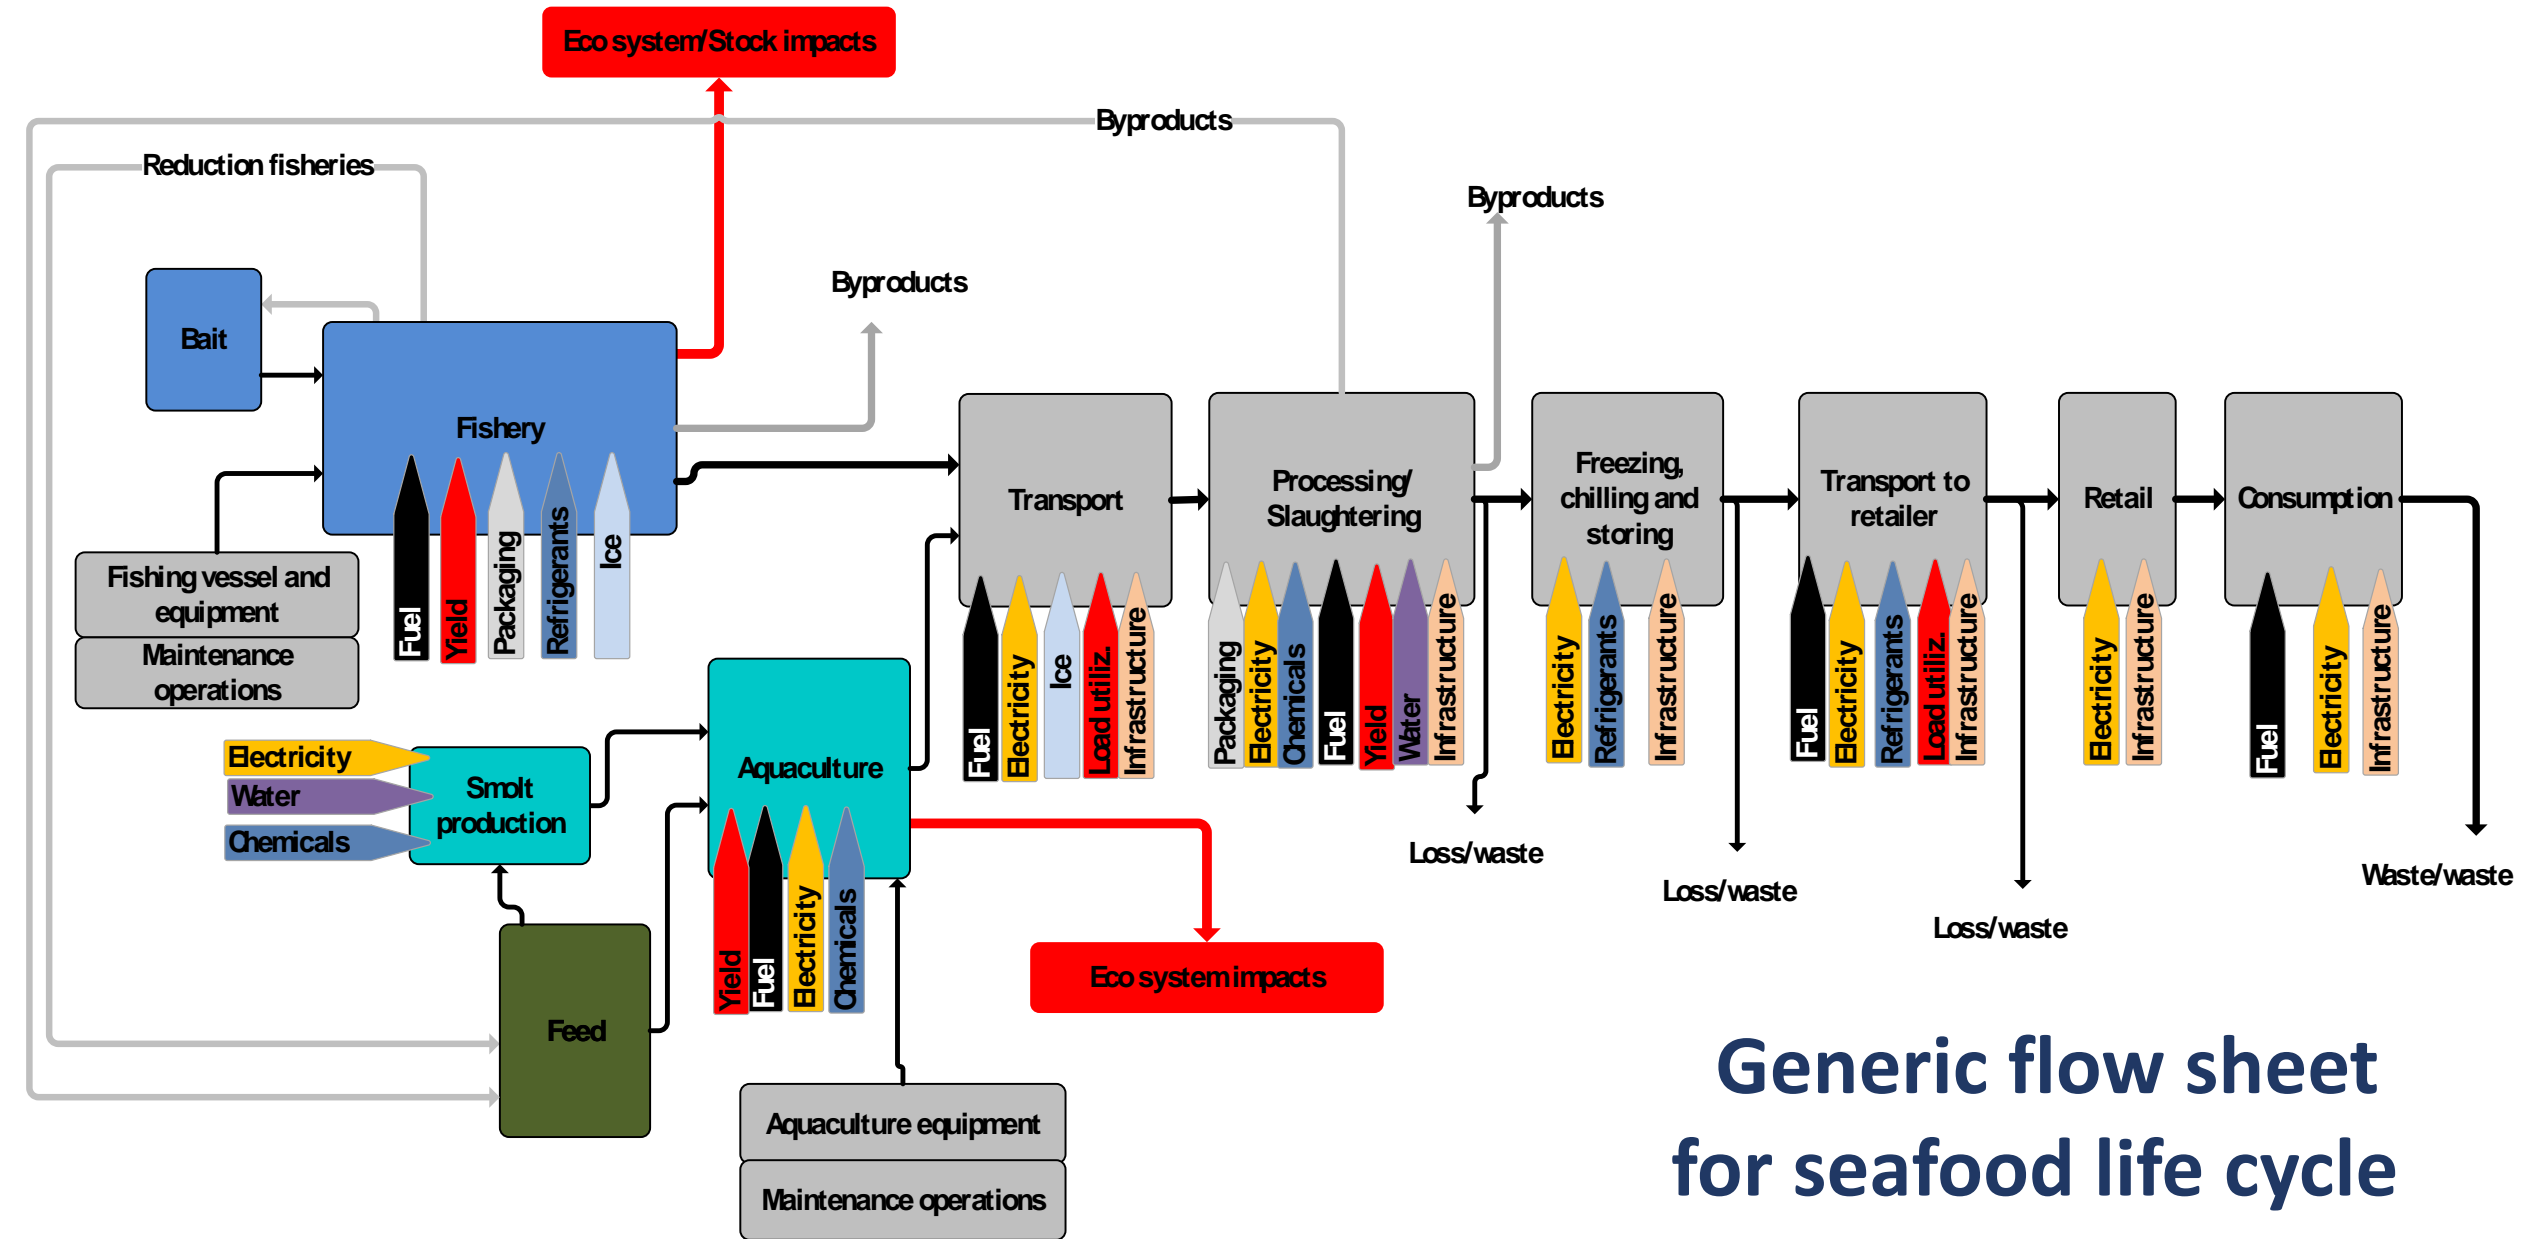 Eco system/Stock impacts
Byproducts
Reduction fisheries
Byproducts
Byproducts
Bait
Fishery
Fuel
Yield
Packaging
Refrigerants
Ice
Fishing vessel and
equipment
Maintenance
operations
Transport
Fuel
Electricity
Ice
Load utiliz.
Infrastructure
Processing/
Slaughtering
Packaging
Electricity
Chemicals
Fuel
Yield
Water
Infrastructure
Freezing,
chilling and
storing
Electricity
Refrigerants
Infrastructure
Transport to
retailer
Fuel
Electricity
Refrigerants
Load utiliz.
Infrastructure
Retail
Electricity
Infrastructure
Consumption
Fuel
Electricity
Infrastructure
Electricity
Water
Chemicals
Smolt
production
Aquaculture
Yield
Fuel
Electricity
Chemicals
Loss/waste
Loss/waste
Loss/waste
Waste/waste
Eco system impacts
Feed
Aquaculture equipment
Maintenance operations
Generic flow sheet
for seafood life cycle